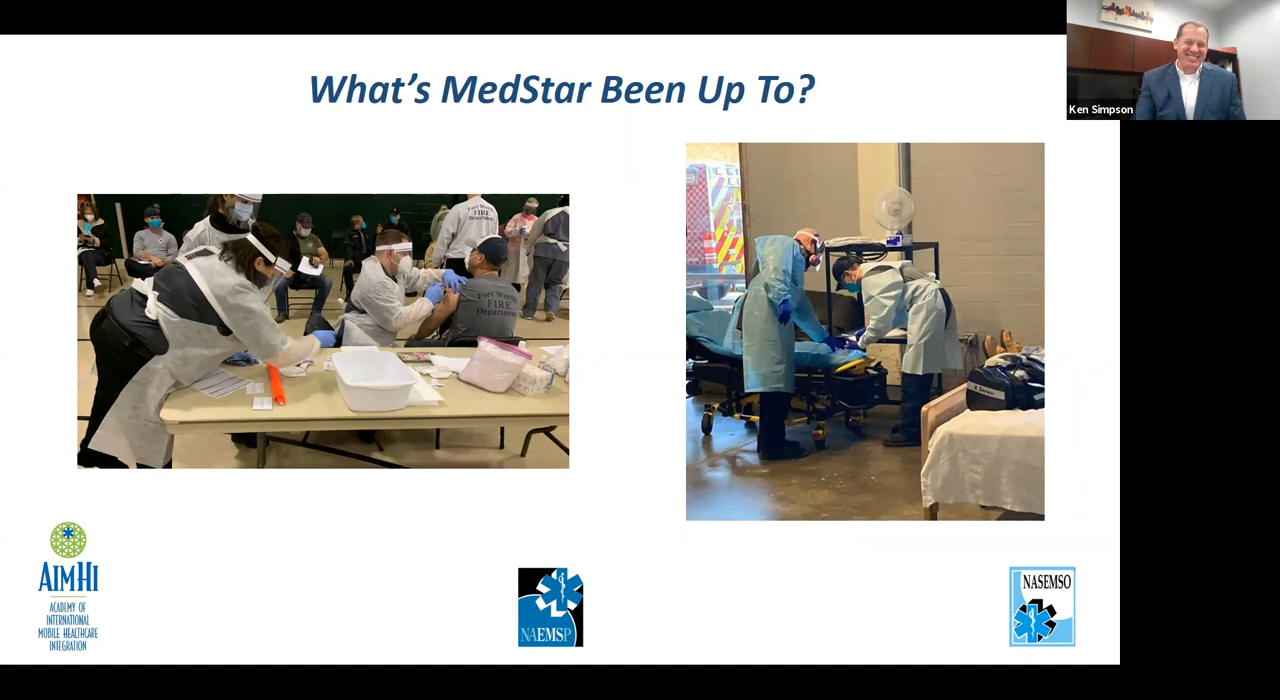 What's MedStar Been Up To?
Ken Simpson
Fort Worth
FIRE
Department
Fort Worth
FIRE
Department
X Series
AIMHI
ACADEMY OF
INTERNATIONAL
MOBILE HEALTHCARE
INTEGRATION
NAEMSP
NASEMSO